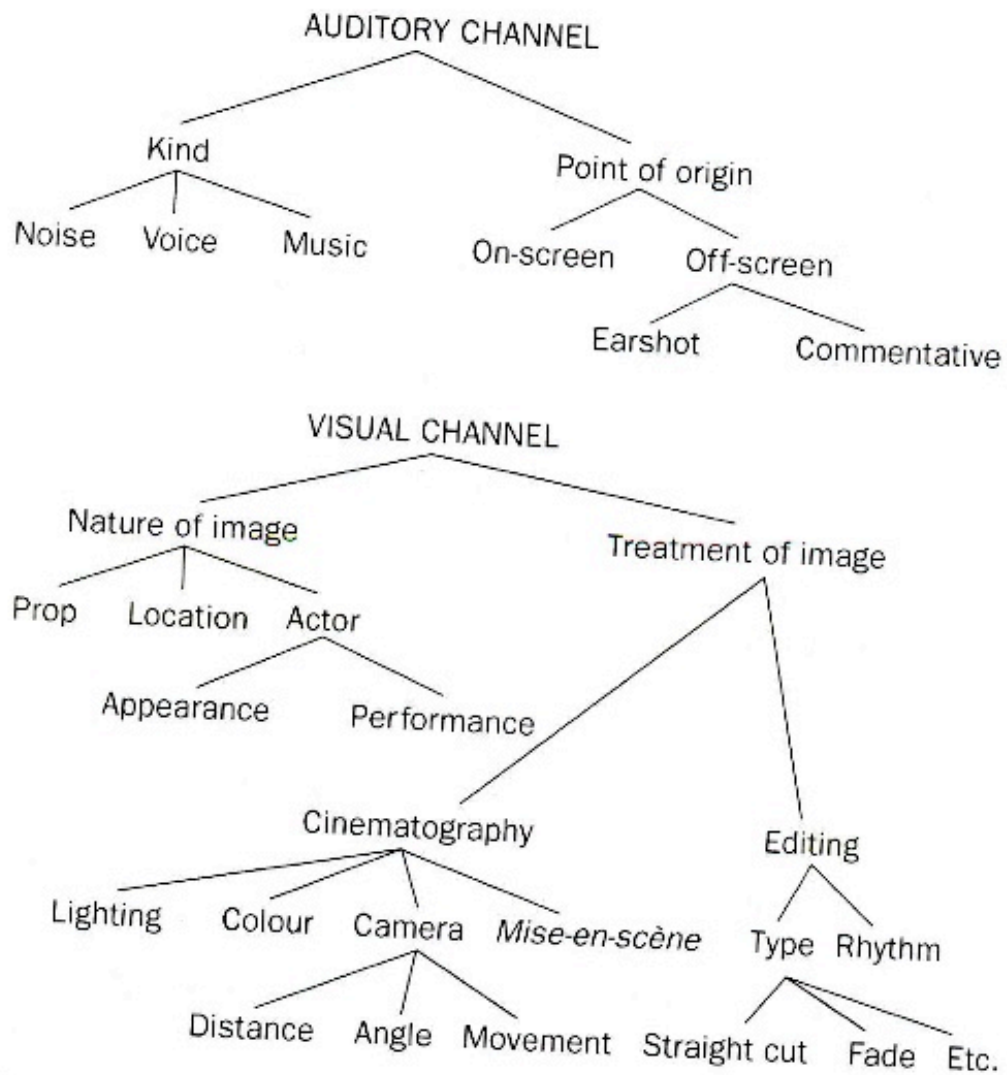 AUDITORY CHANNEL
Kind
Point of origin
Noise Voice Music
On-screen Off-screen
Earshot Commentative
VISUAL CHANNEL
Nature of image
Treatment of image
Prop Location Actor
Appearance Performance
Cinematography
Editing
Lighting Colour Camera Mise-en-scène
Type Rhythm
Distance Angle Movement
Straight cut Fade Etc.